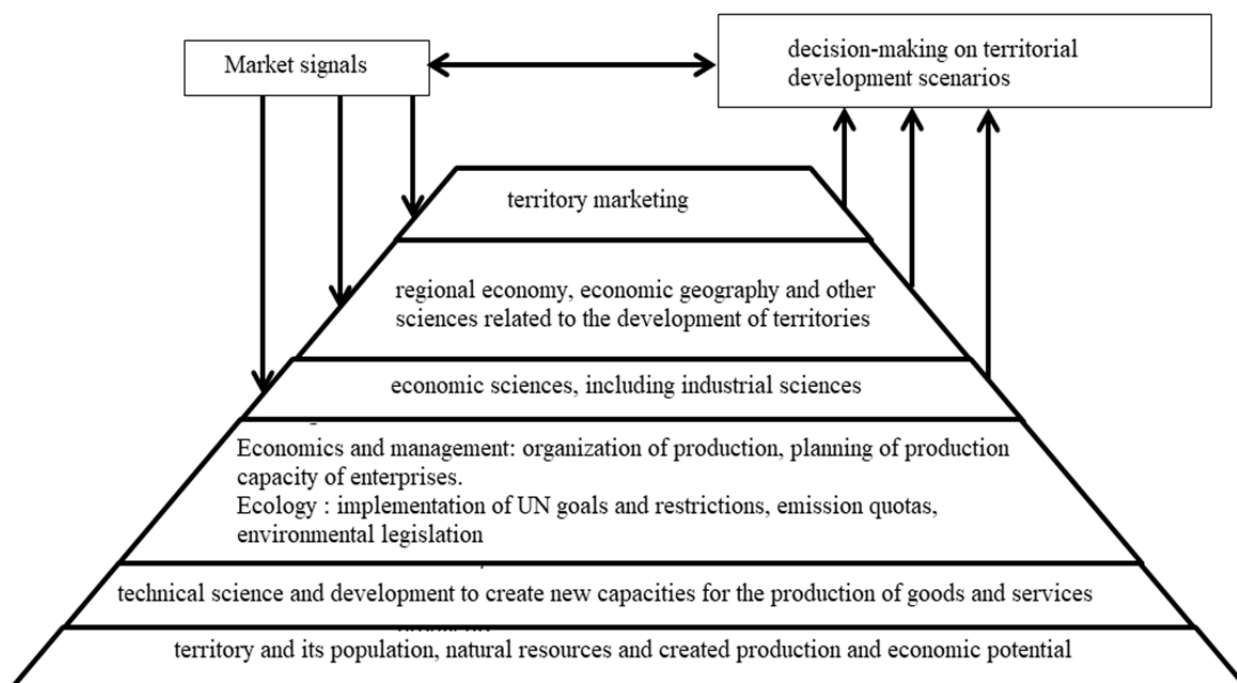 Market signals
decision-making on territorial
development scenarios
territory marketing
regional economy, economic geography and other
sciences related to the development of territories
economic sciences, including industrial sciences
Economics and management: organization of production, planning of production
capacity of enterprises.
Ecology : implementation of UN goals and restrictions, emission quotas,
environmental legislation
technical science and development to create new capacities for the production of goods and services
territory and its population, natural resources and created production and economic potential